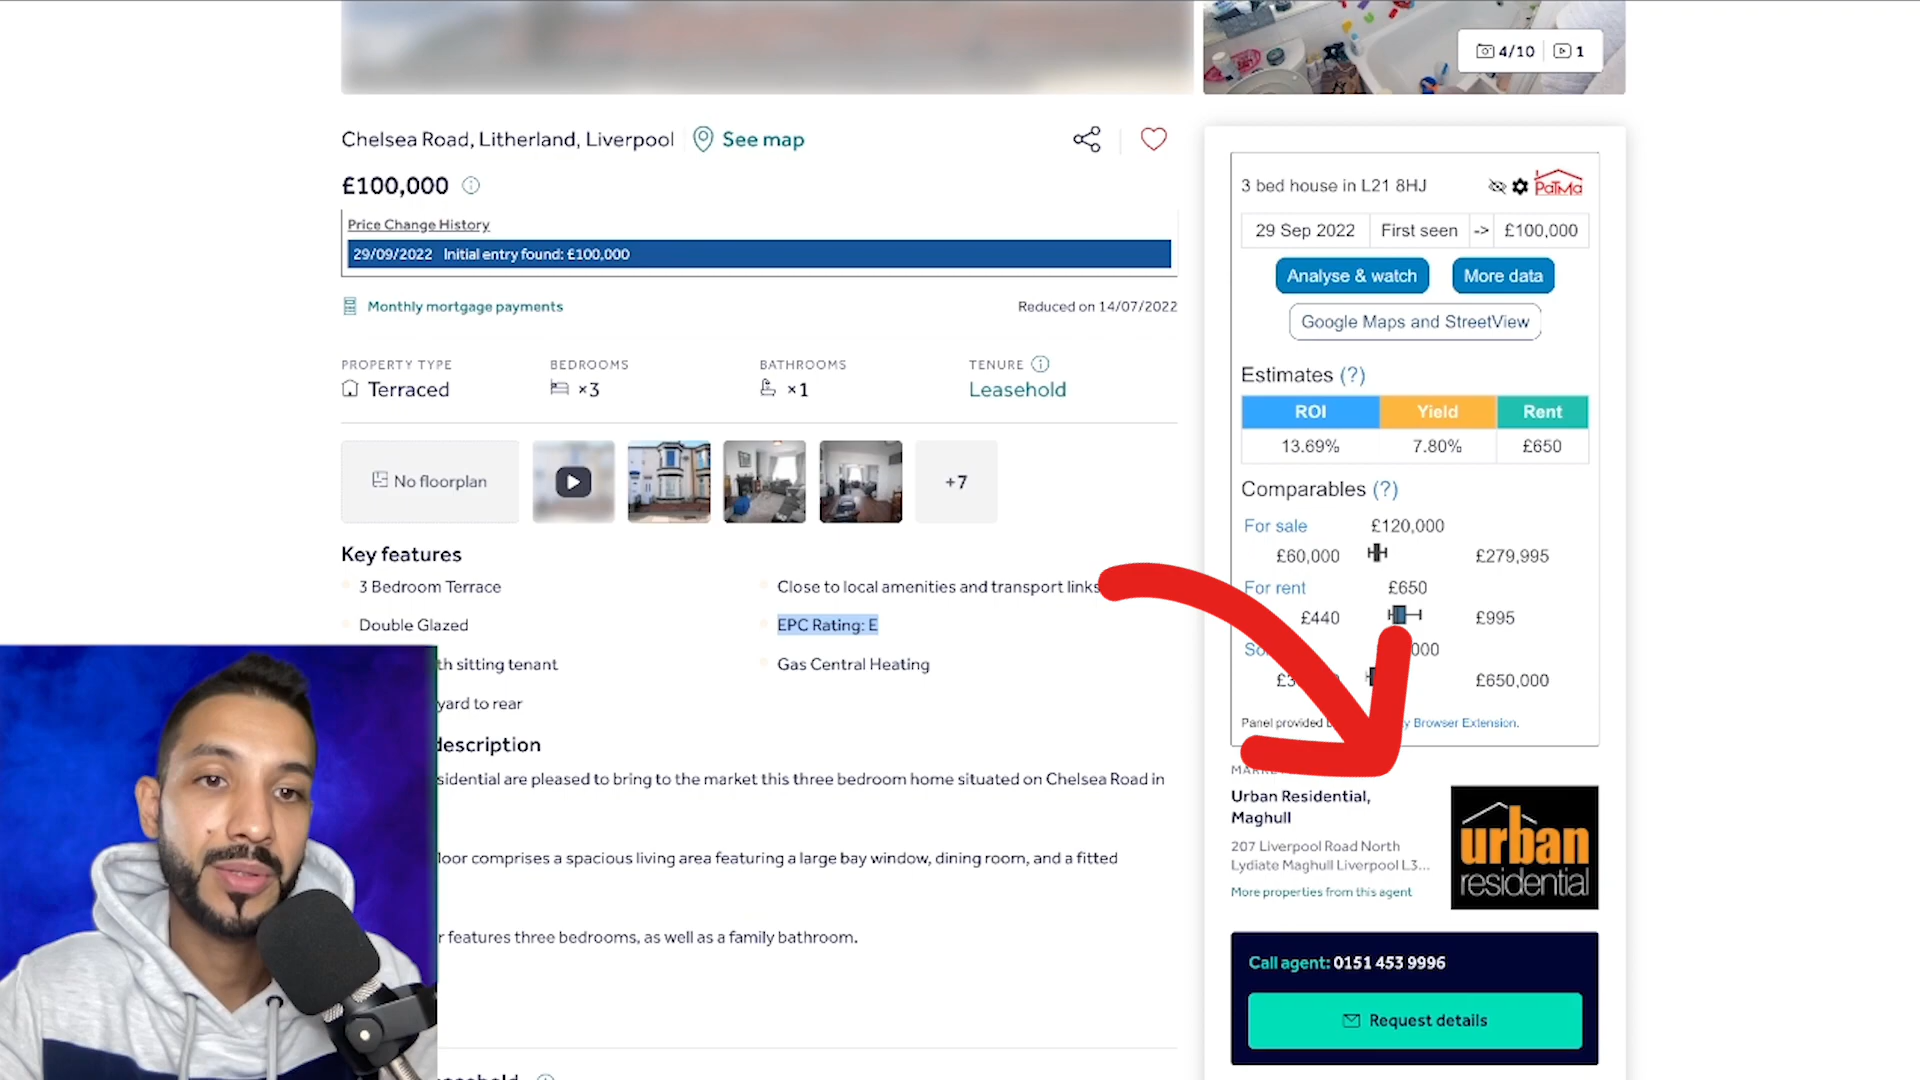 4/10 1
Chelsea Road, Litherland, Liverpool See map
£100,000
Price Change History
29/09/2022 Initial entry found: £100,000
Monthly mortgage payments
Reduced on 14/07/2022
PROPERTY TYPE
Terraced
BEDROOMS
×3
BATHROOMS
×1
TENURE
Leasehold
No floorplan
+7
Key features
3 Bedroom Terrace
Close to local amenities and transport links
Double Glazed
EPC Rating: E
sitting tenant
Gas Central Heating
yard to rear
description
are pleased to bring to the market this three bedroom home situated on Chelsea Road in
comprises a spacious living area featuring a large bay window, dining room, and a fitted
features three bedrooms, as well as a family bathroom.
3 bed house in L21 8HJ
PaTMa
29 Sep 2022 First seen -> £100,000
Analyse & watch More data
Google Maps and StreetView
Estimates (?)
ROI Yield Rent
13.69% 7.80% £650
Comparables (?)
For sale £120,000
£60,000 £279,995
For rent £650
£440 £995
£650,000
Panel provided Browser Extension.
Urban Residential,
Maghull
207 Liverpool Road North
Lydiate Maghull Liverpool L3...
More properties from this agent
urban
residential
Call agent: 0151 453 9996
Request details